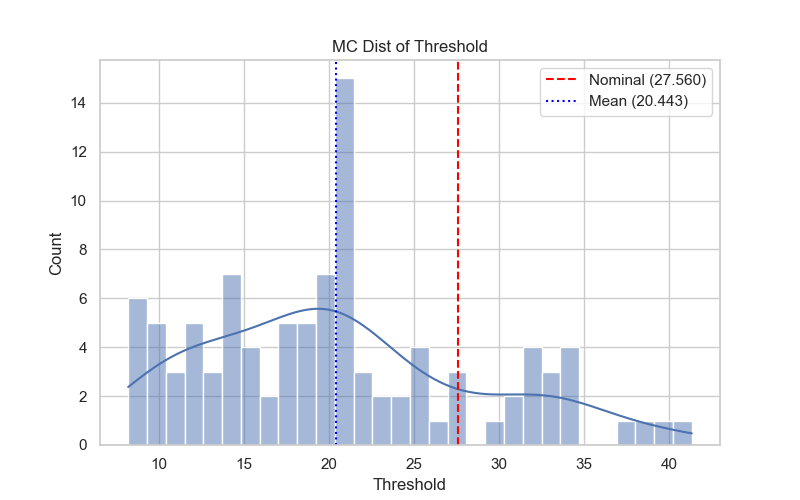 MC Dist of Threshold
Nominal (27.560)
Mean (20.443)
Count
14
12
10
8
6
4
2
0
10 15 20 25 30 35 40
Threshold